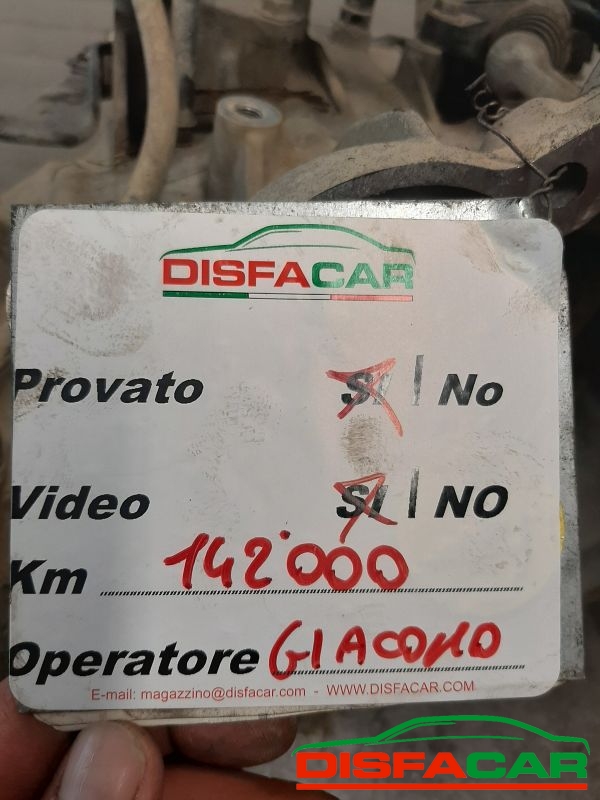 DISFACAR
Provato SI | No
Video SI | NO
Km 142'000
Operatore GIACOMO
E-mail: magazzino@disfacar.com - WWW.DISFACAR.COM
DISFACAR